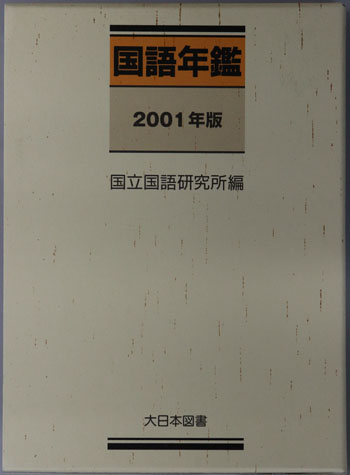 国語年鑑
2001年版
国立国語研究所編
大日本図書